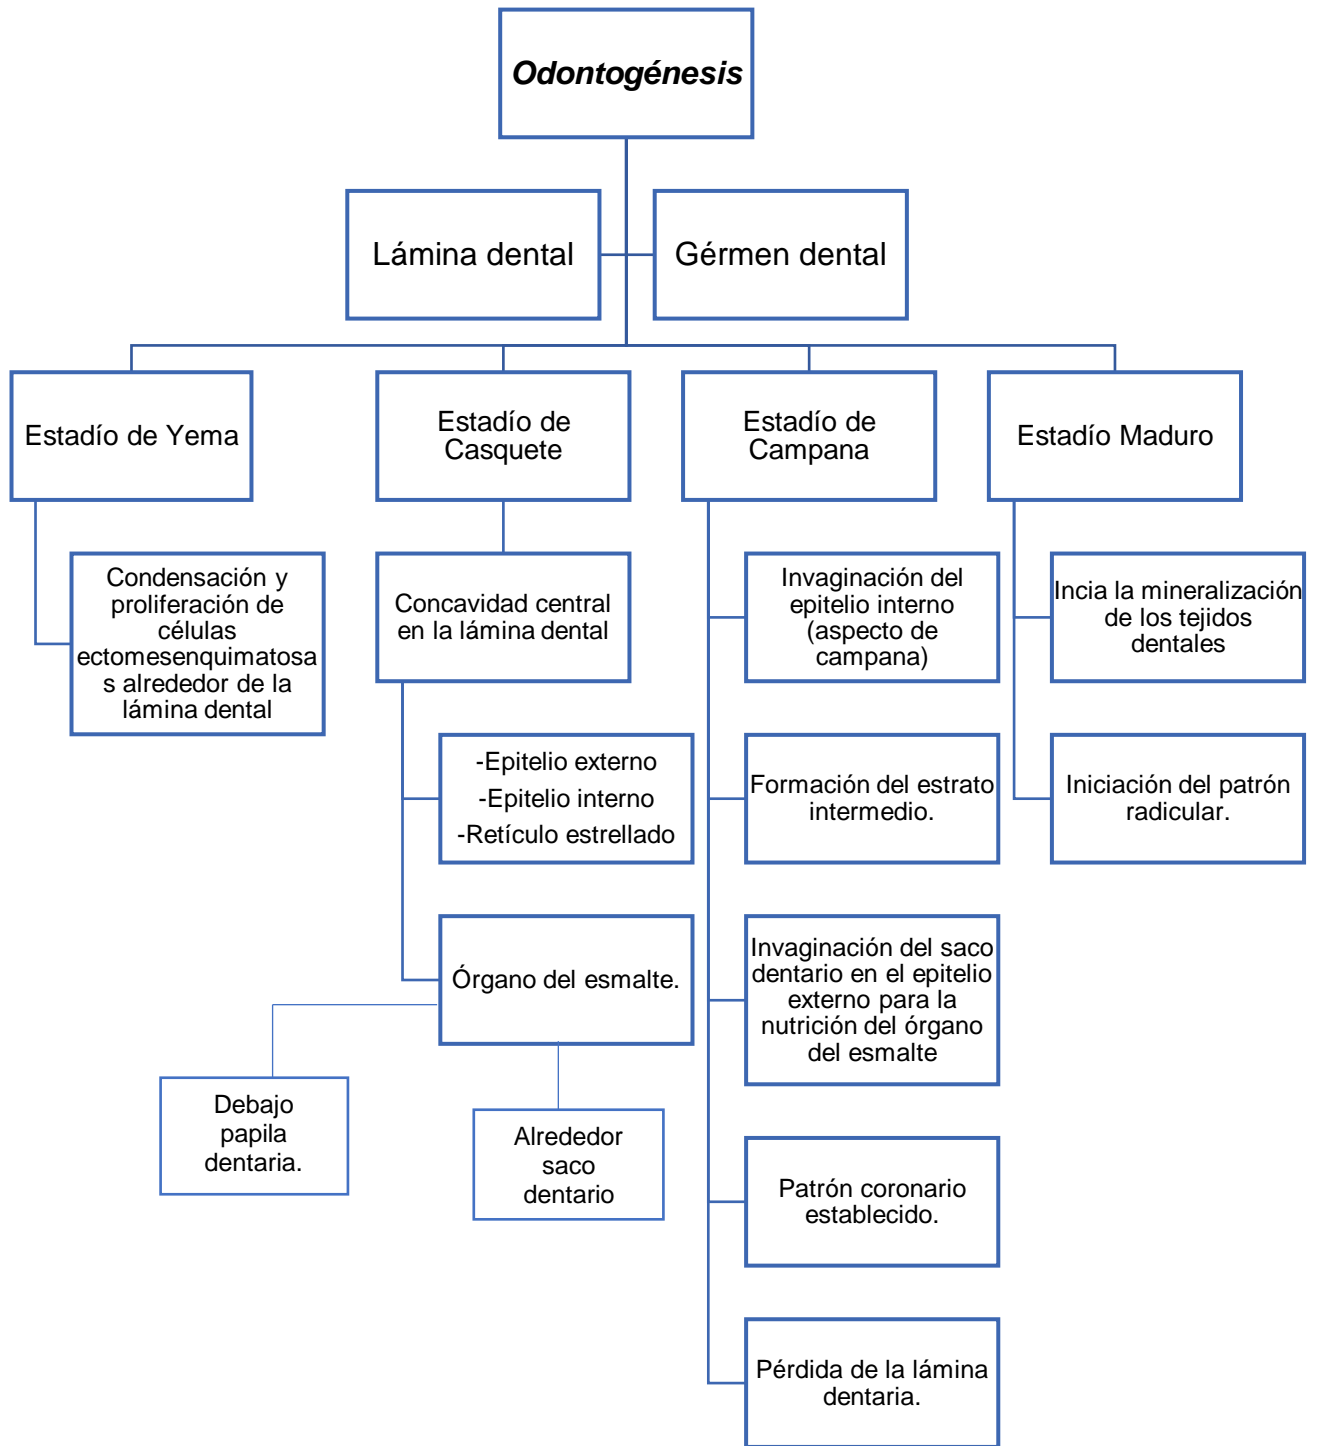 Odontogénesis
Lámina dental
Gérmen dental
Estadío de Yema
Condensación y
proliferación de
células
ectomesenquimatosa
s alrededor de la
lámina dental
Estadío de
Casquete
Concavidad central
en la lámina dental
-Epitelio externo
-Epitelio interno
-Retículo estrellado
Órgano del esmalte.
Debajo
papila
dentaria.
Alrededor
saco
dentario
Estadío de
Campana
Invaginación del
epitelio interno
(aspecto de
campana)
Formación del estrato
intermedio.
Invaginación del saco
dentario en el epitelio
externo para la
nutrición del órgano
del esmalte
Patrón coronario
establecido.
Pérdida de la lámina
dentaria.
Estadío Maduro
Incia la mineralización
de los tejidos
dentales
Iniciación del patrón
radicular.